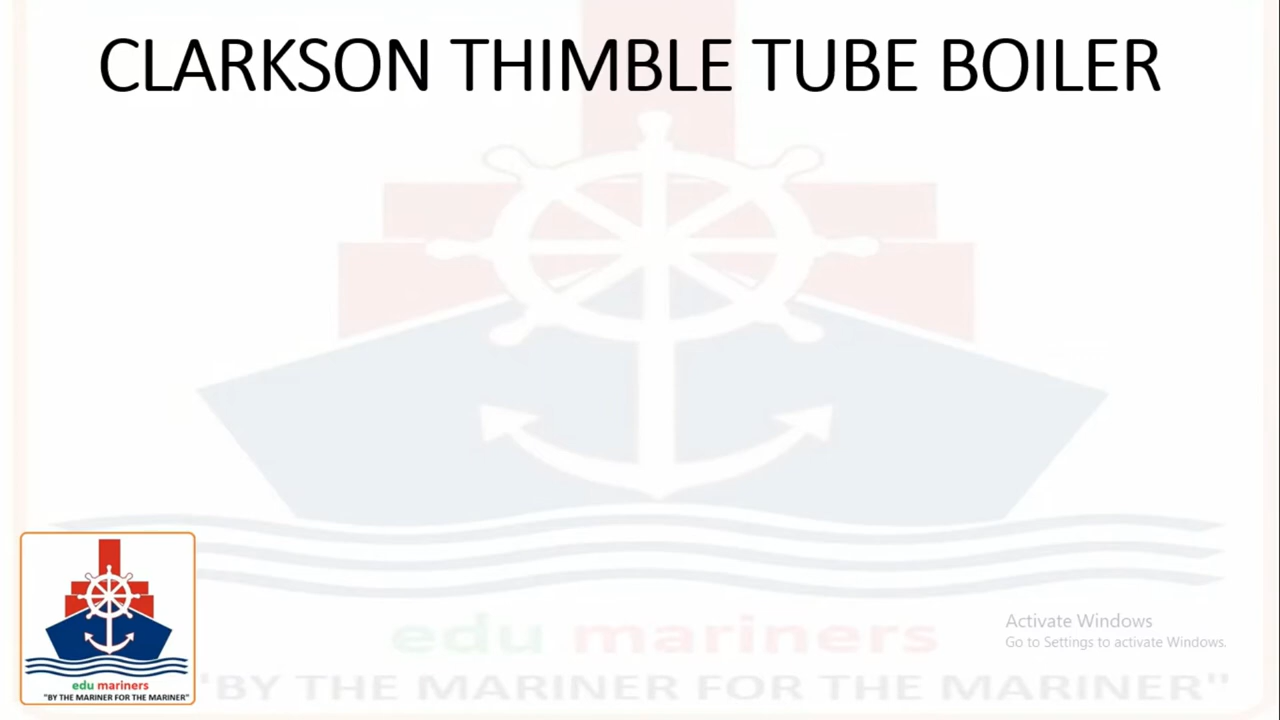 CLARKSON THIMBLE TUBE BOILER
Activate Windows
Go to Settings to activate Windows.
edu mariners
"BY THE MARINER FOR THE MARINER"
edu mariners
"BY THE MARINER FOR THE MARINER"